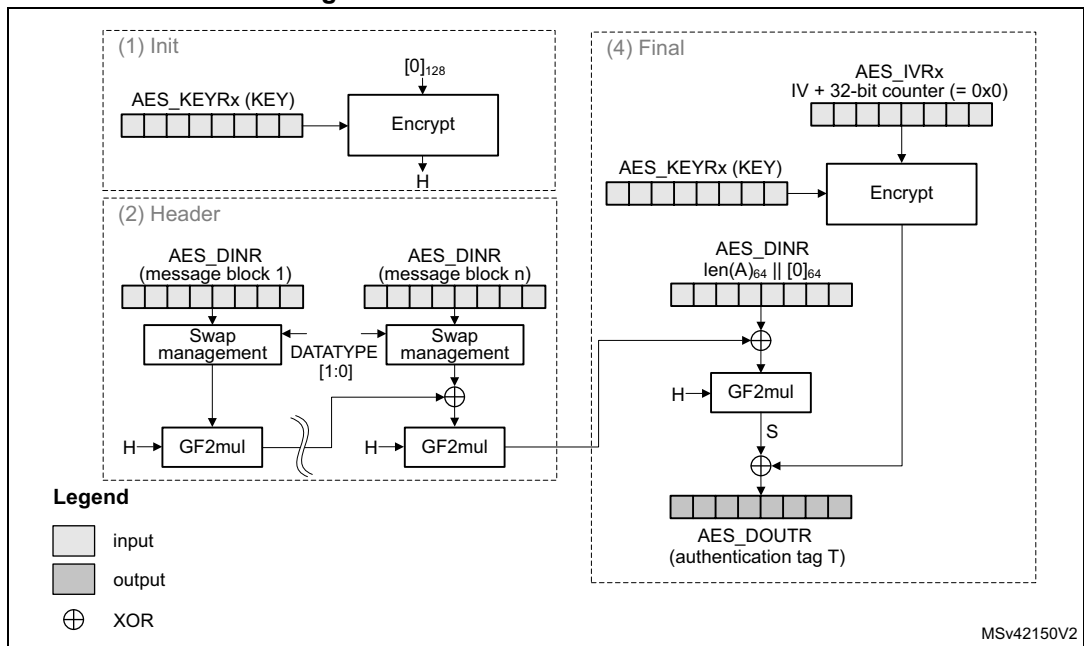 (1) Init
[0]₁₂₈
AES_KEYRx (KEY)
Encrypt
H
(2) Header
AES_DINR
(message block 1)
AES_DINR
(message block n)
Swap
management
DATATYPE
[1:0]
Swap
management
H
GF2mul
H
GF2mul
(4) Final
AES_IVRx
IV + 32-bit counter (= 0x0)
AES_KEYRx (KEY)
Encrypt
AES_DINR
len(A)₆₄ || [0]₆₄
H
GF2mul
S
AES_DOUTR
(authentication tag T)
Legend
input
output
XOR
MSv42150V2